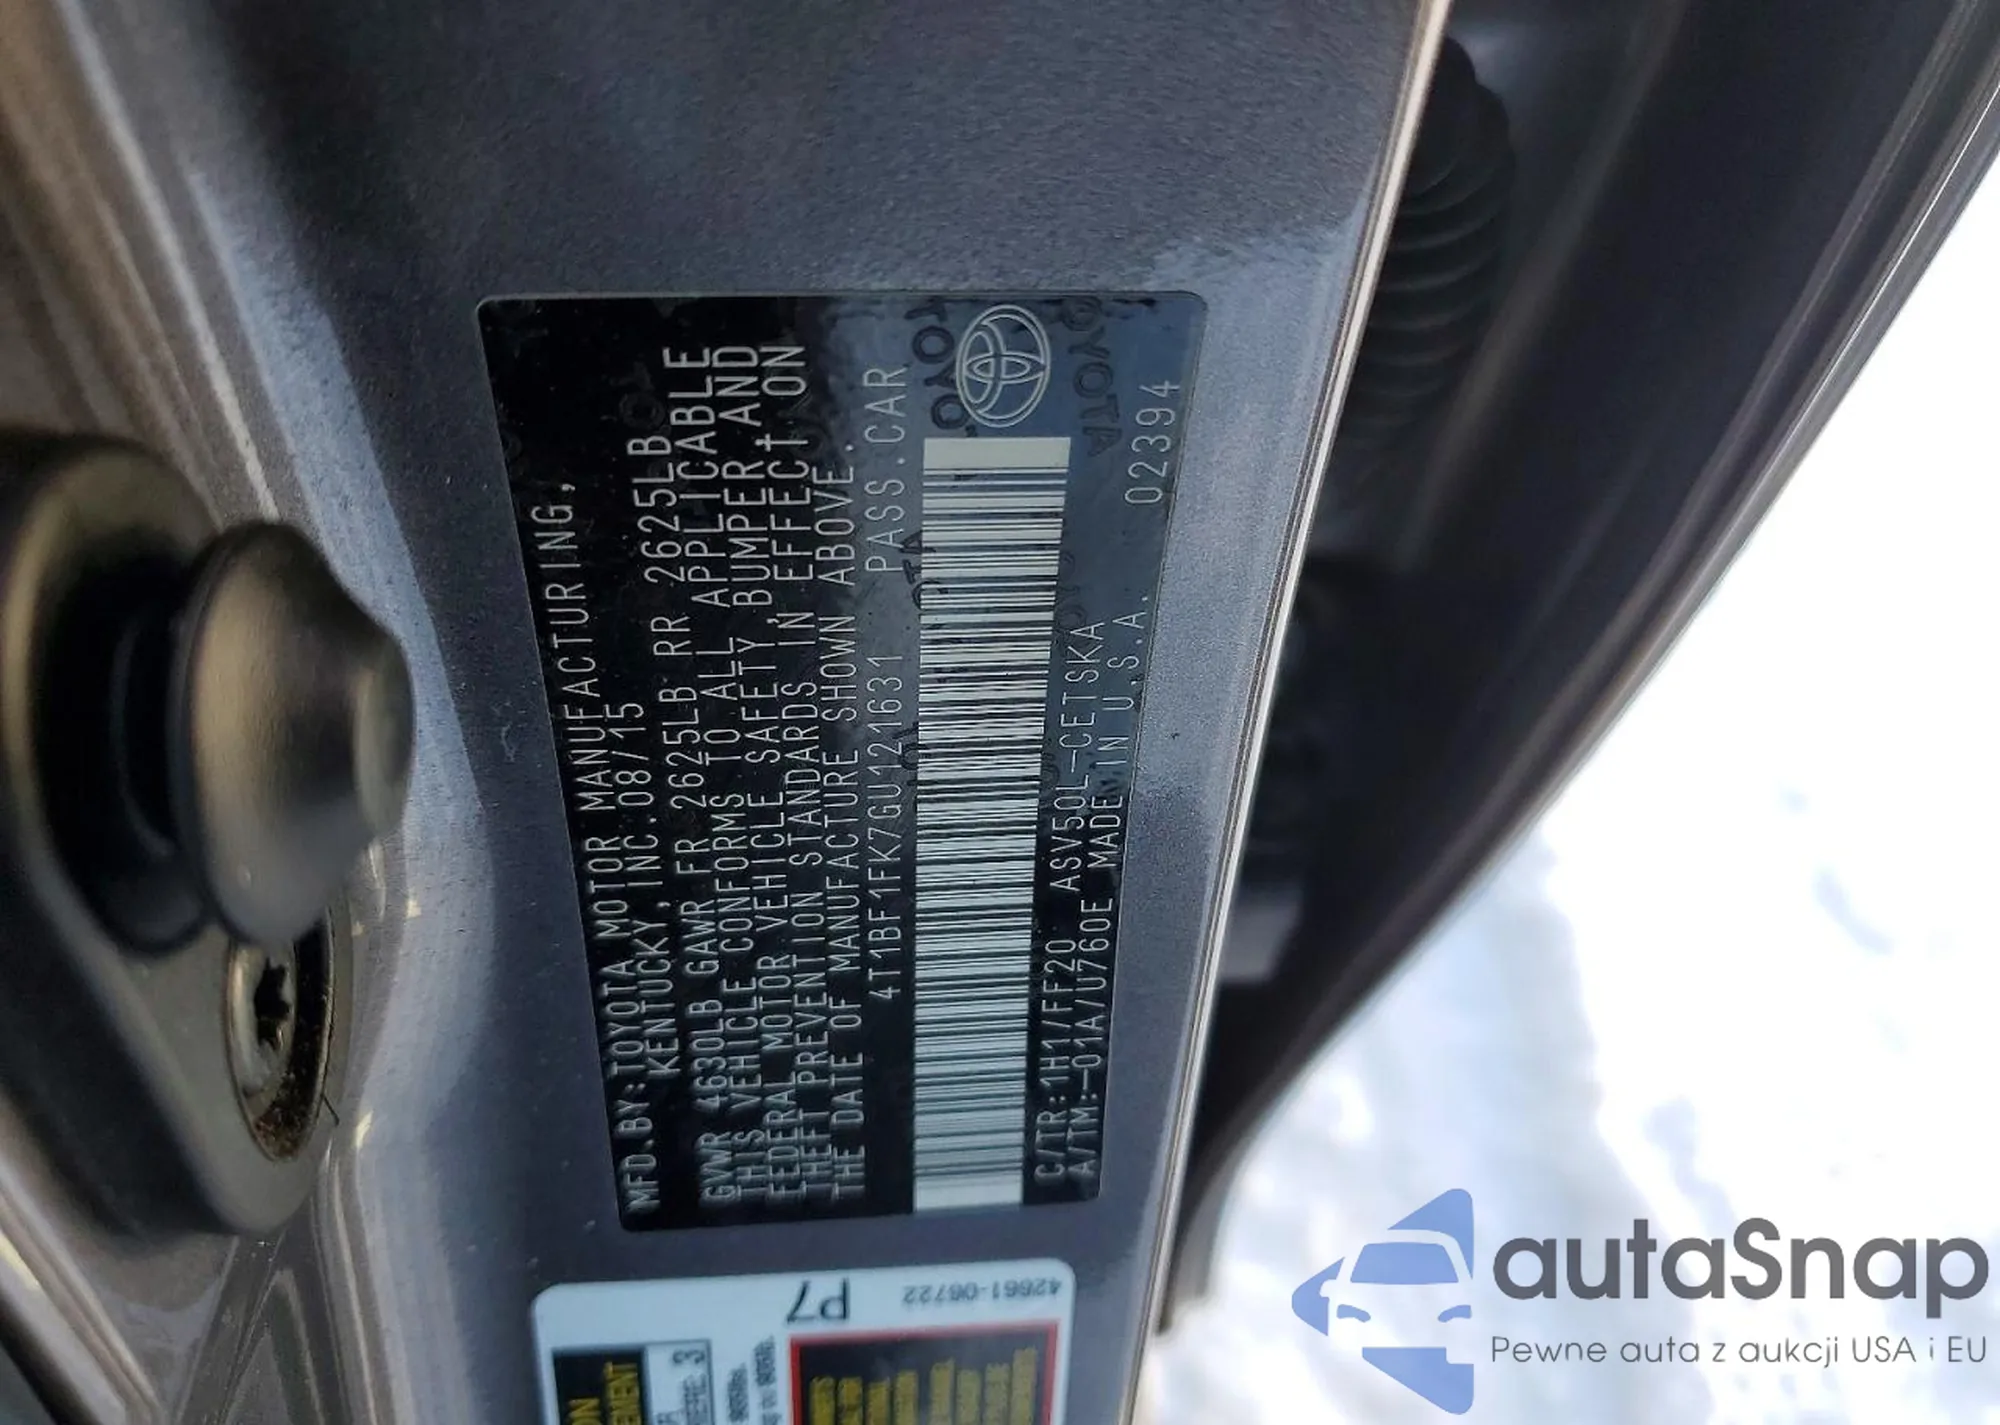 MFD.BY:TOYOTA MOTOR MANUFACTURING,
KENTUCKY,INC.08/15
GVWR 4630LB GAWR FR 2625LB RR 2625LB
THIS VEHICLE CONFORMS TO ALL APPLICABLE
FEDERAL MOTOR VEHICLE SAFETY,BUMPER,AND
THEFT PREVENTION STANDARDS IN EFFECT ON
THE DATE OF MANUFACTURE SHOWN ABOVE.
4T1BF1FK7GU121631 PASS.CAR
C/TR:1H1/FF20 ASV50L-CETSKA
A/TM:-01A/U760E MADE IN U.S.A.
02394
TOYOTA
42661-06722
P7
3
autaSnap
Pewne auta z aukcji USA i EU